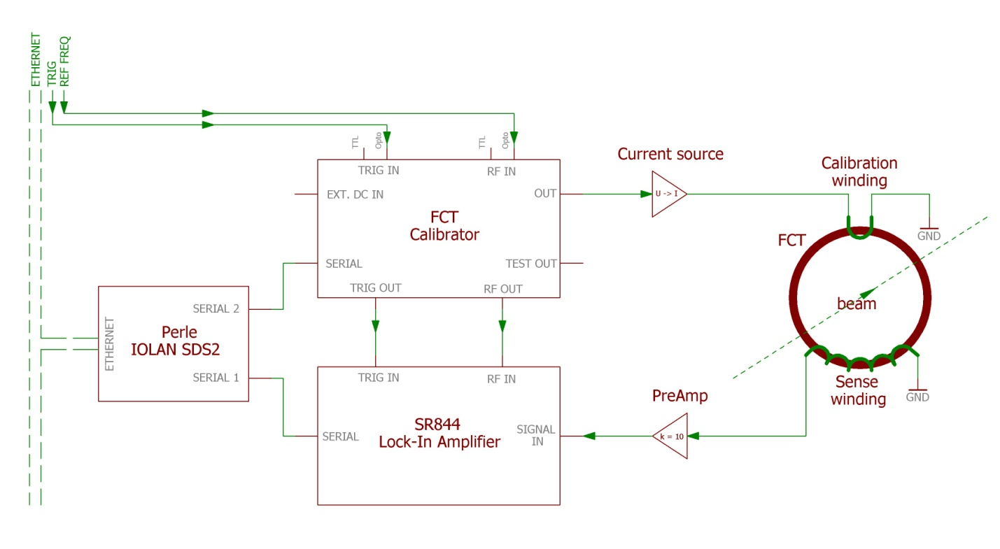 ETHERNET
TRIG
REF FREQ
TTL
Opto
TTL
Opto
TRIG IN
RF IN
EXT. DC IN
OUT
FCT
Calibrator
SERIAL
TEST OUT
TRIG OUT
RF OUT
Current source
U -> I
Calibration
winding
FCT
GND
beam
Sense
winding
GND
SERIAL 2
ETHERNET
Perle
IOLAN SDS2
SERIAL 1
TRIG IN
RF IN
SR844
Lock-In Amplifier
SERIAL
SIGNAL
IN
PreAmp
k = 10